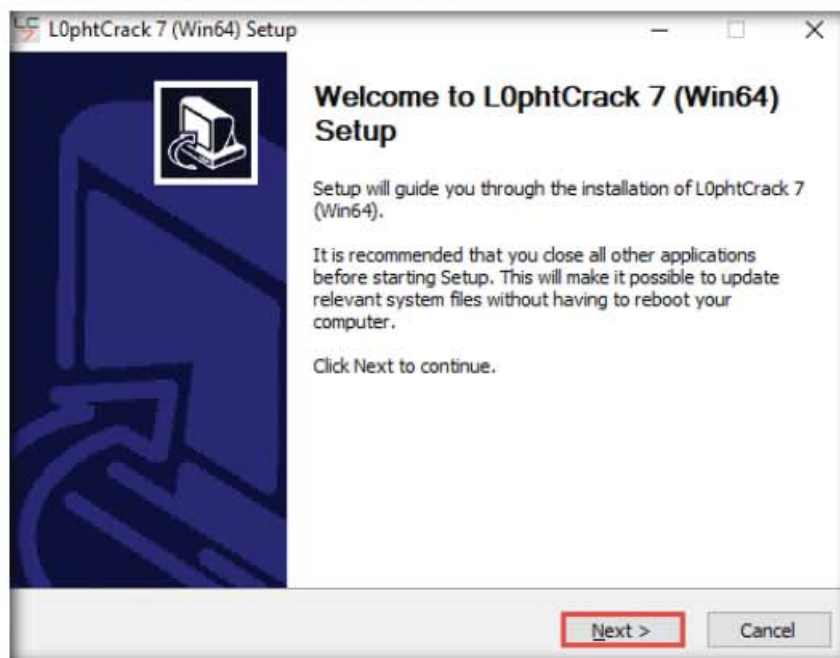 L0phtCrack 7 (Win64) Setup
Welcome to L0phtCrack 7 (Win64)
Setup
Setup will guide you through the installation of L0phtCrack 7
(Win64).
It is recommended that you close all other applications
before starting Setup. This will make it possible to update
relevant system files without having to reboot your
computer.
Click Next to continue.
Next >
Cancel